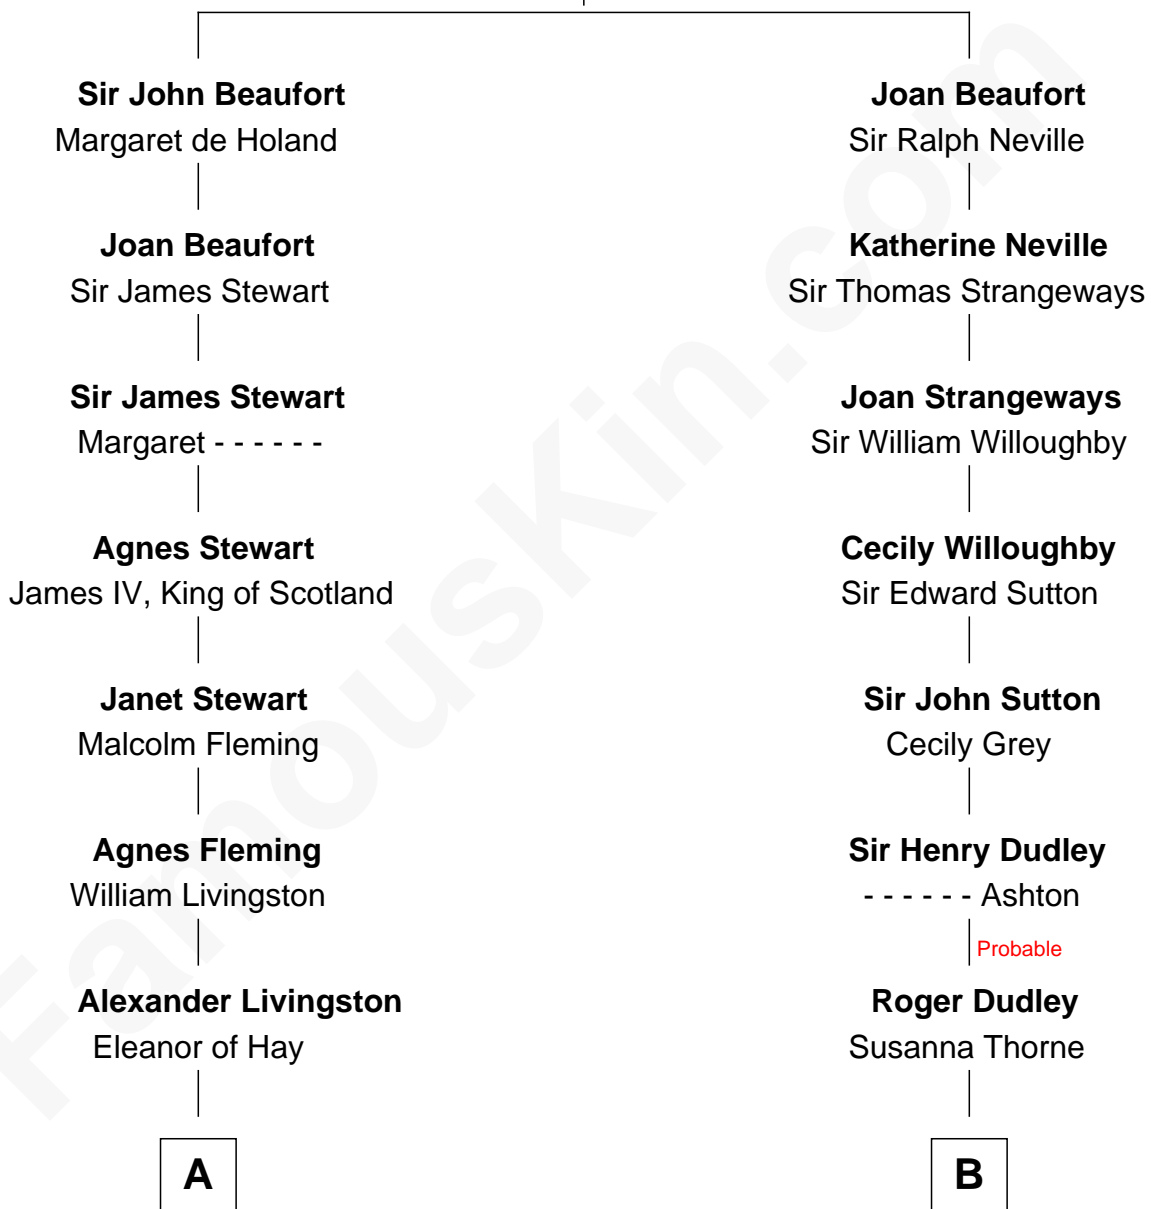 Sir John Beaufort
Margaret de Holand
Joan Beaufort
Sir James Stewart
Sir James Stewart
Margaret - - - - - -
Agnes Stewart
James IV, King of Scotland
Janet Stewart
Malcolm Fleming
Agnes Fleming
William Livingston
Alexander Livingston
Eleanor of Hay
A
Joan Beaufort
Sir Ralph Neville
Katherine Neville
Sir Thomas Strangeways
Joan Strangeways
Sir William Willoughby
Cecily Willoughby
Sir Edward Sutton
Sir John Sutton
Cecily Grey
Sir Henry Dudley
- - - - - - Ashton
Probable
Roger Dudley
Susanna Thorne
B
FamousKin.com